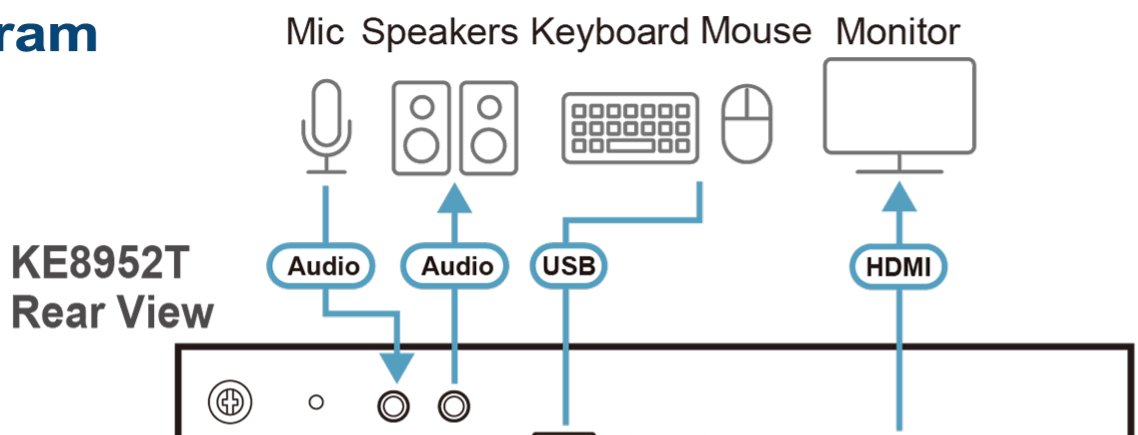 ram
Mic Speakers Keyboard Mouse Monitor
KE8952T
Rear View
Audio Audio USB HDMI